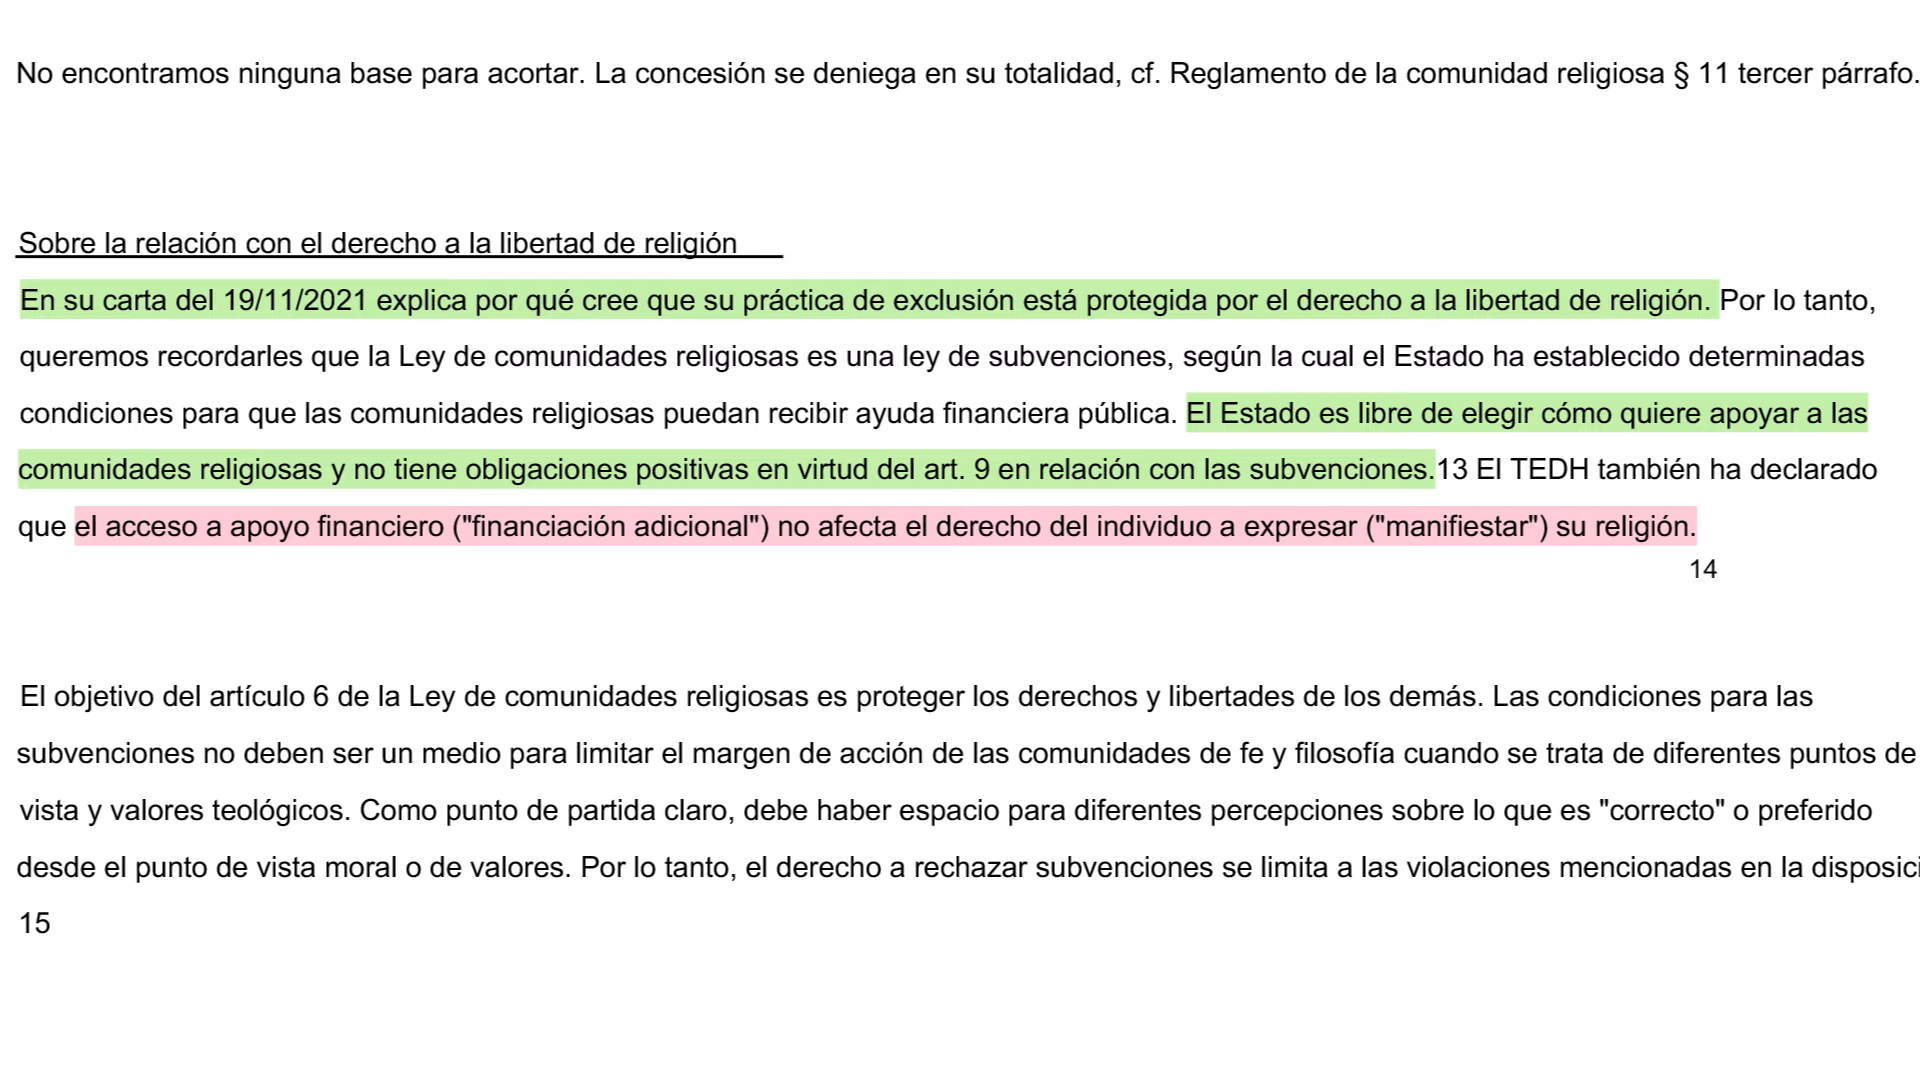 No encontramos ninguna base para acortar. La concesión se deniega en su totalidad, cf. Reglamento de la comunidad religiosa § 11 tercer párrafo.
Sobre la relación con el derecho a la libertad de religión
En su carta del 19/11/2021 explica por qué cree que su práctica de exclusión está protegida por el derecho a la libertad de religión. Por lo tanto,
queremos recordarles que la Ley de comunidades religiosas es una ley de subvenciones, según la cual el Estado ha establecido determinadas
condiciones para que las comunidades religiosas puedan recibir ayuda financiera pública. El Estado es libre de elegir cómo quiere apoyar a las
comunidades religiosas y no tiene obligaciones positivas en virtud del art. 9 en relación con las subvenciones.13 El TEDH también ha declarado
que el acceso a apoyo financiero ("financiación adicional") no afecta el derecho del individuo a expresar ("manifiestar") su religión.
14
El objetivo del artículo 6 de la Ley de comunidades religiosas es proteger los derechos y libertades de los demás. Las condiciones para las
subvenciones no deben ser un medio para limitar el margen de acción de las comunidades de fe y filosofía cuando se trata de diferentes puntos de
vista y valores teológicos. Como punto de partida claro, debe haber espacio para diferentes percepciones sobre lo que es "correcto" o preferido
desde el punto de vista moral o de valores. Por lo tanto, el derecho a rechazar subvenciones se limita a las violaciones mencionadas en la disposici
15